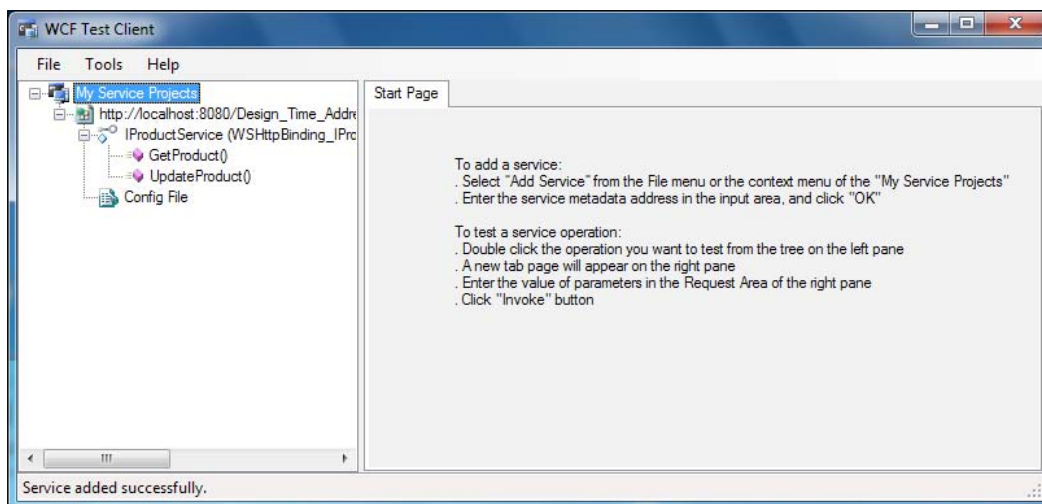 WCF Test Client
File Tools Help
My Service Projects
http://localhost:8080/Design_Time_Addre
IProductService (WSHttpBinding_IPro
GetProduct()
UpdateProduct()
Config File
Start Page
To add a service:
. Select "Add Service" from the File menu or the context menu of the "My Service Projects"
. Enter the service metadata address in the input area, and click "OK"
To test a service operation:
. Double click the operation you want to test from the tree on the left pane
. A new tab page will appear on the right pane
. Enter the value of parameters in the Request Area of the right pane
. Click "Invoke" button
Service added successfully.